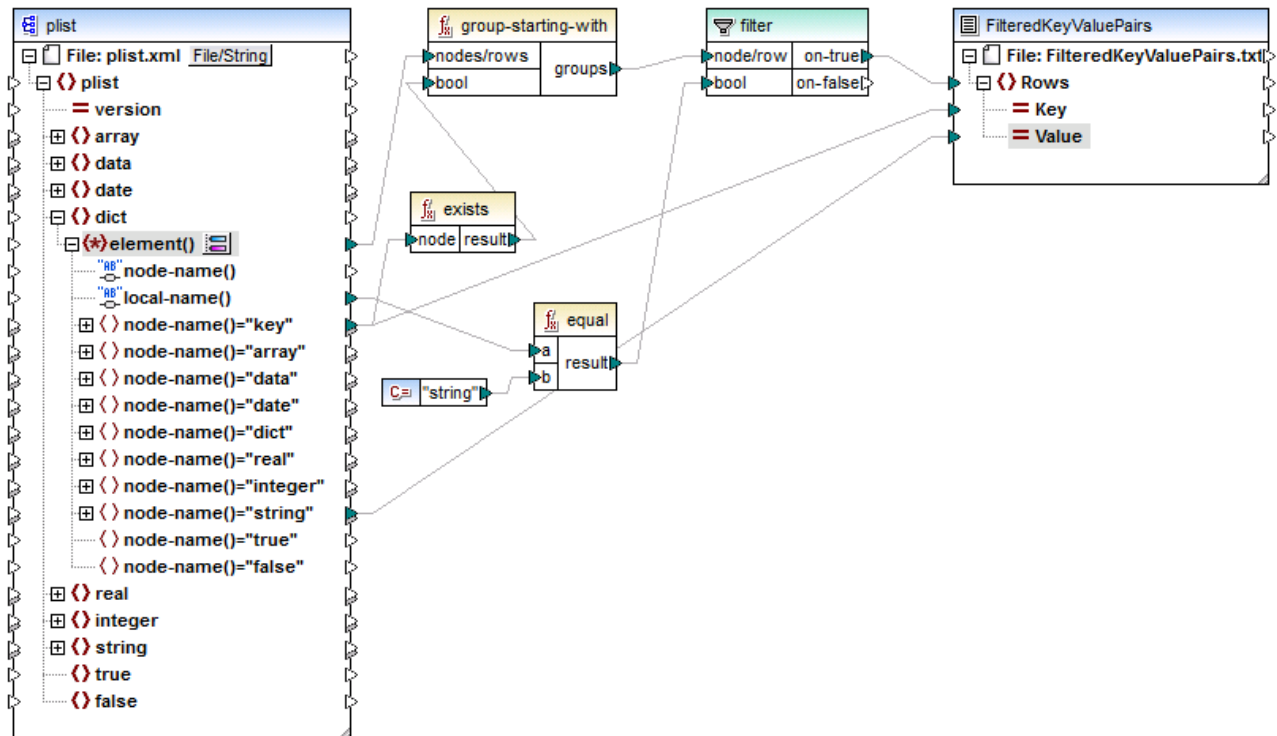 plist
File: plist.xml File/String
plist
version
array
data
date
dict
element()
node-name()
local-name()
node-name()="key"
node-name()="array"
node-name()="data"
node-name()="date"
node-name()="dict"
node-name()="real"
node-name()="integer"
node-name()="string"
node-name()="true"
node-name()="false"
real
integer
string
true
false
group-starting-with
nodes/rows
groups
bool
exists
node result
equal
a
result
b
"string"
filter
node/row on-true
bool on-false
FilteredKeyValuePairs
File: FilteredKeyValuePairs.txt
Rows
Key
Value